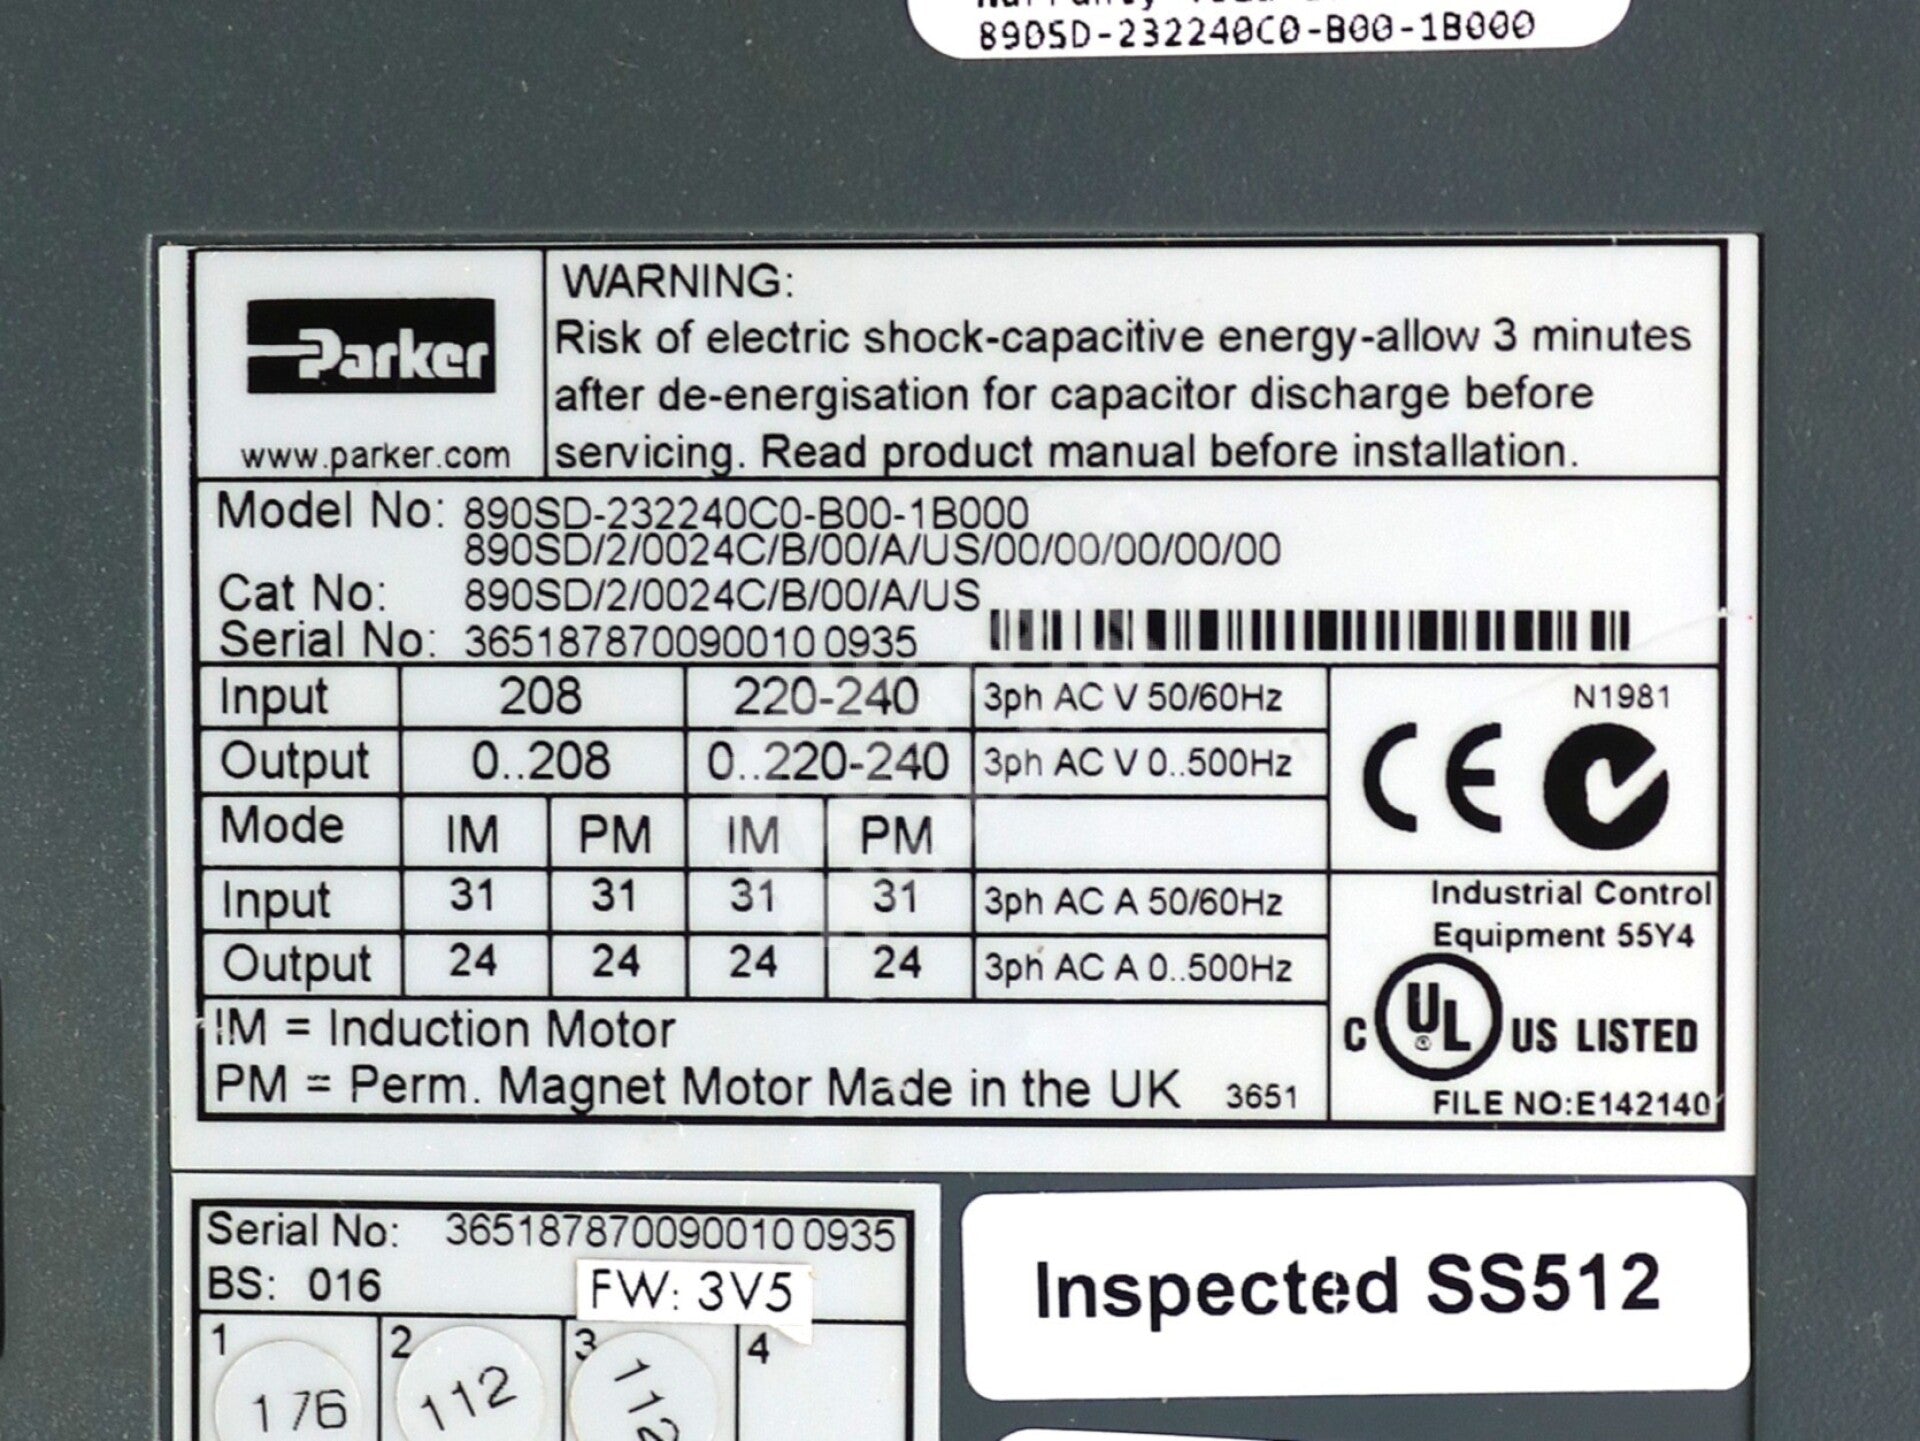 890SD-232240C0-B00-1B000
Parker
www.parker.com
WARNING:
Risk of electric shock-capacitive energy-allow 3 minutes
after de-energisation for capacitor discharge before
servicing. Read product manual before installation.
Model No: 890SD-232240C0-B00-1B000
890SD/2/0024C/B/00/A/US/00/00/00/00/00
Cat No: 890SD/2/0024C/B/00/A/US
Serial No: 3651878700900100935
Input 208 220-240 3ph AC V 50/60Hz
Output 0..208 0..220-240 3ph AC V 0..500Hz
Mode IM PM IM PM
Input 31 31 31 31 3ph AC A 50/60Hz
Output 24 24 24 24 3ph AC A 0..500Hz
IM = Induction Motor
PM = Perm. Magnet Motor Made in the UK 3651
N1981
CE
Industrial Control
Equipment 55Y4
C UL US LISTED
FILE NO:E142140
Serial No: 3651878700900100935
BS: 016
FW: 3V5
1 2 3 4
176 112 112
Inspected SS512